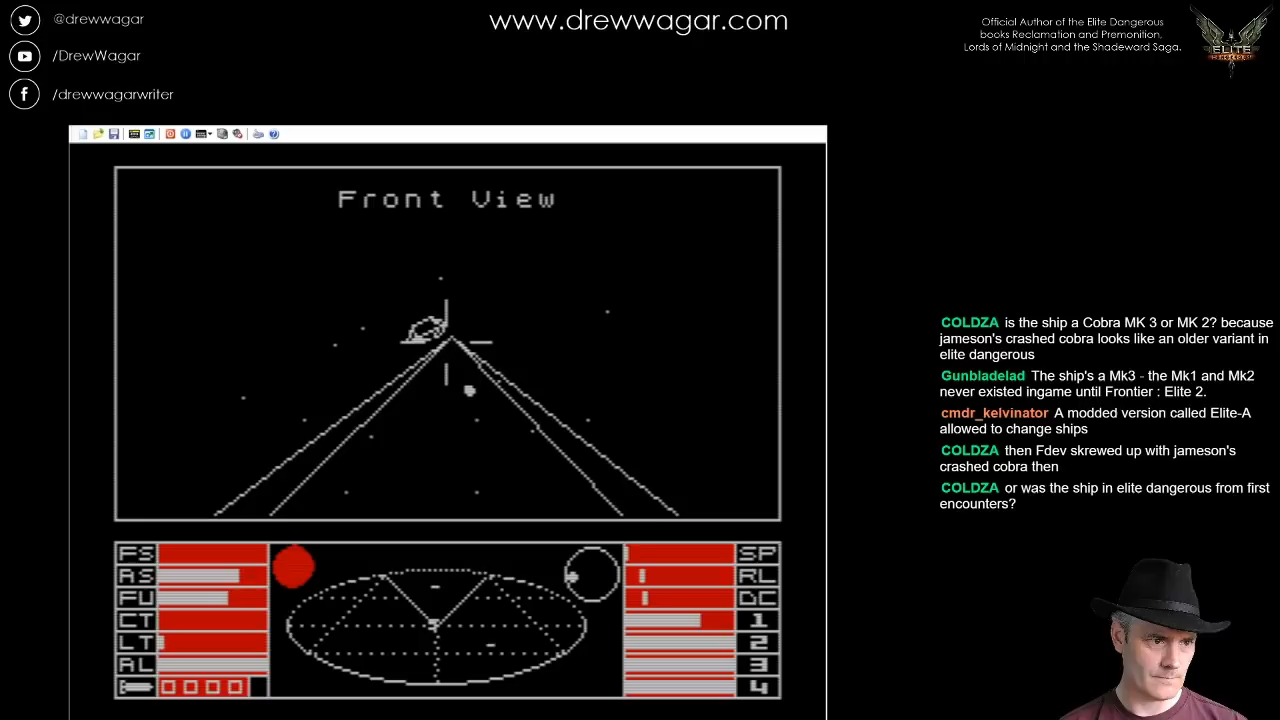 @drewwagar
/DrewWagar
/drewwagarwriter
www.drewwagar.com
Official Author of the Elite Dangerous
books Reclamation and Premonition,
Lords of Midnight and the Shadeward Saga.
ELITE
DANGEROUS
Front View
COLDZA is the ship a Cobra MK 3 or MK 2? because
jameson's crashed cobra looks like an older variant in
elite dangerous
Gunbladelad The ship's a Mk3 - the Mk1 and Mk2
never existed ingame until Frontier : Elite 2.
cmdr_kelvinator A modded version called Elite-A
allowed to change ships
COLDZA then Fdev skrewed up with jameson's
crashed cobra then
COLDZA or was the ship in elite dangerous from first
encounters?
FS
AS
FU
CT
LT
AL
S
SP
RL
DC
1
2
3
4